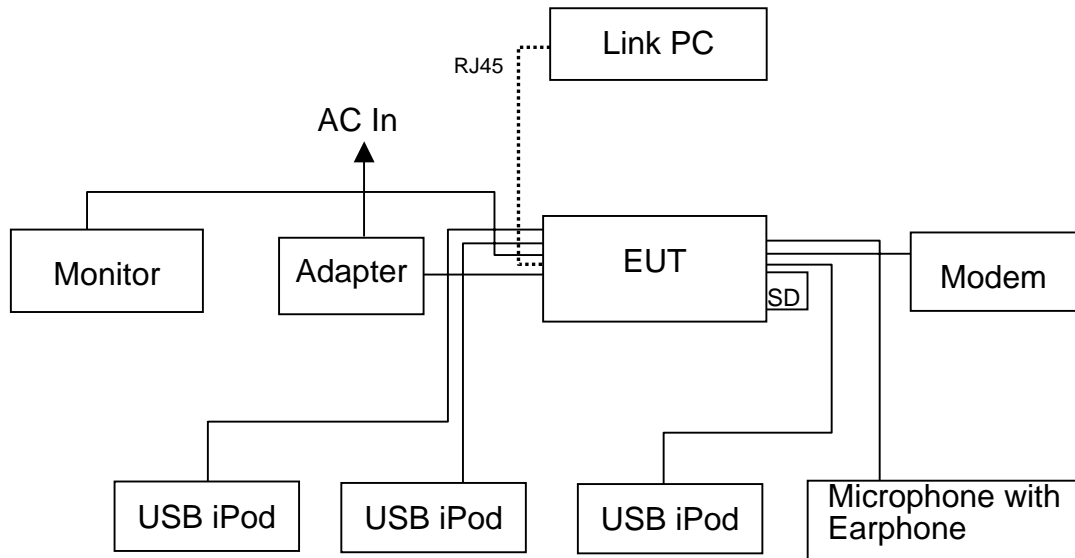 Link PC
RJ45
AC In
Monitor
Adapter
EUT
SD
Modem
USB iPod
USB iPod
USB iPod
Microphone with
Earphone